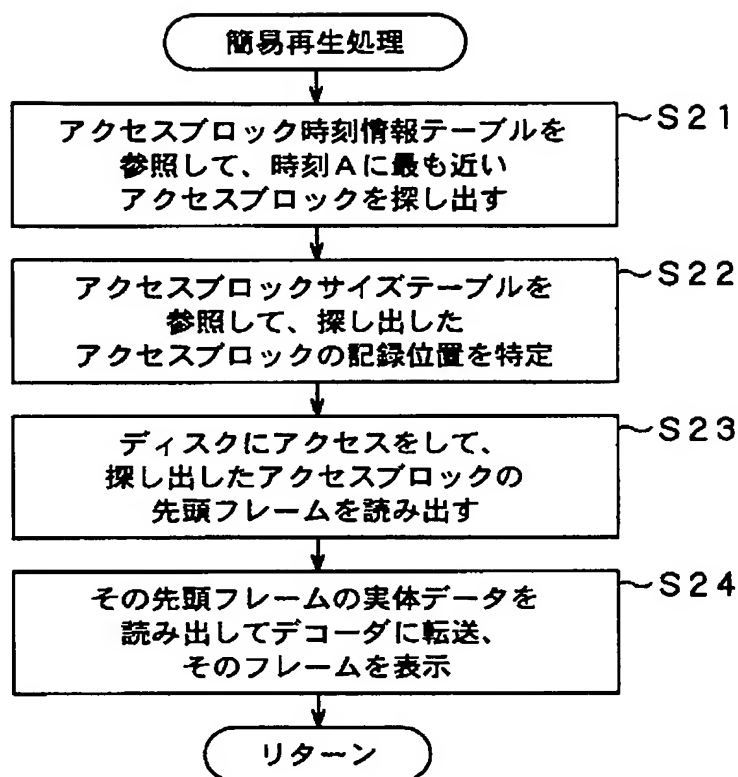 簡易再生処理
アクセスブロック時刻情報テーブルを
参照して、時刻Aに最も近い
アクセスブロックを探し出す
S21
アクセスブロックサイズテーブルを
参照して、探し出した
アクセスブロックの記録位置を特定
S22
ディスクにアクセスをして、
探し出したアクセスブロックの
先頭フレームを読み出す
S23
その先頭フレームの実体データを
読み出してデコーダに転送、
そのフレームを表示
S24
リターン